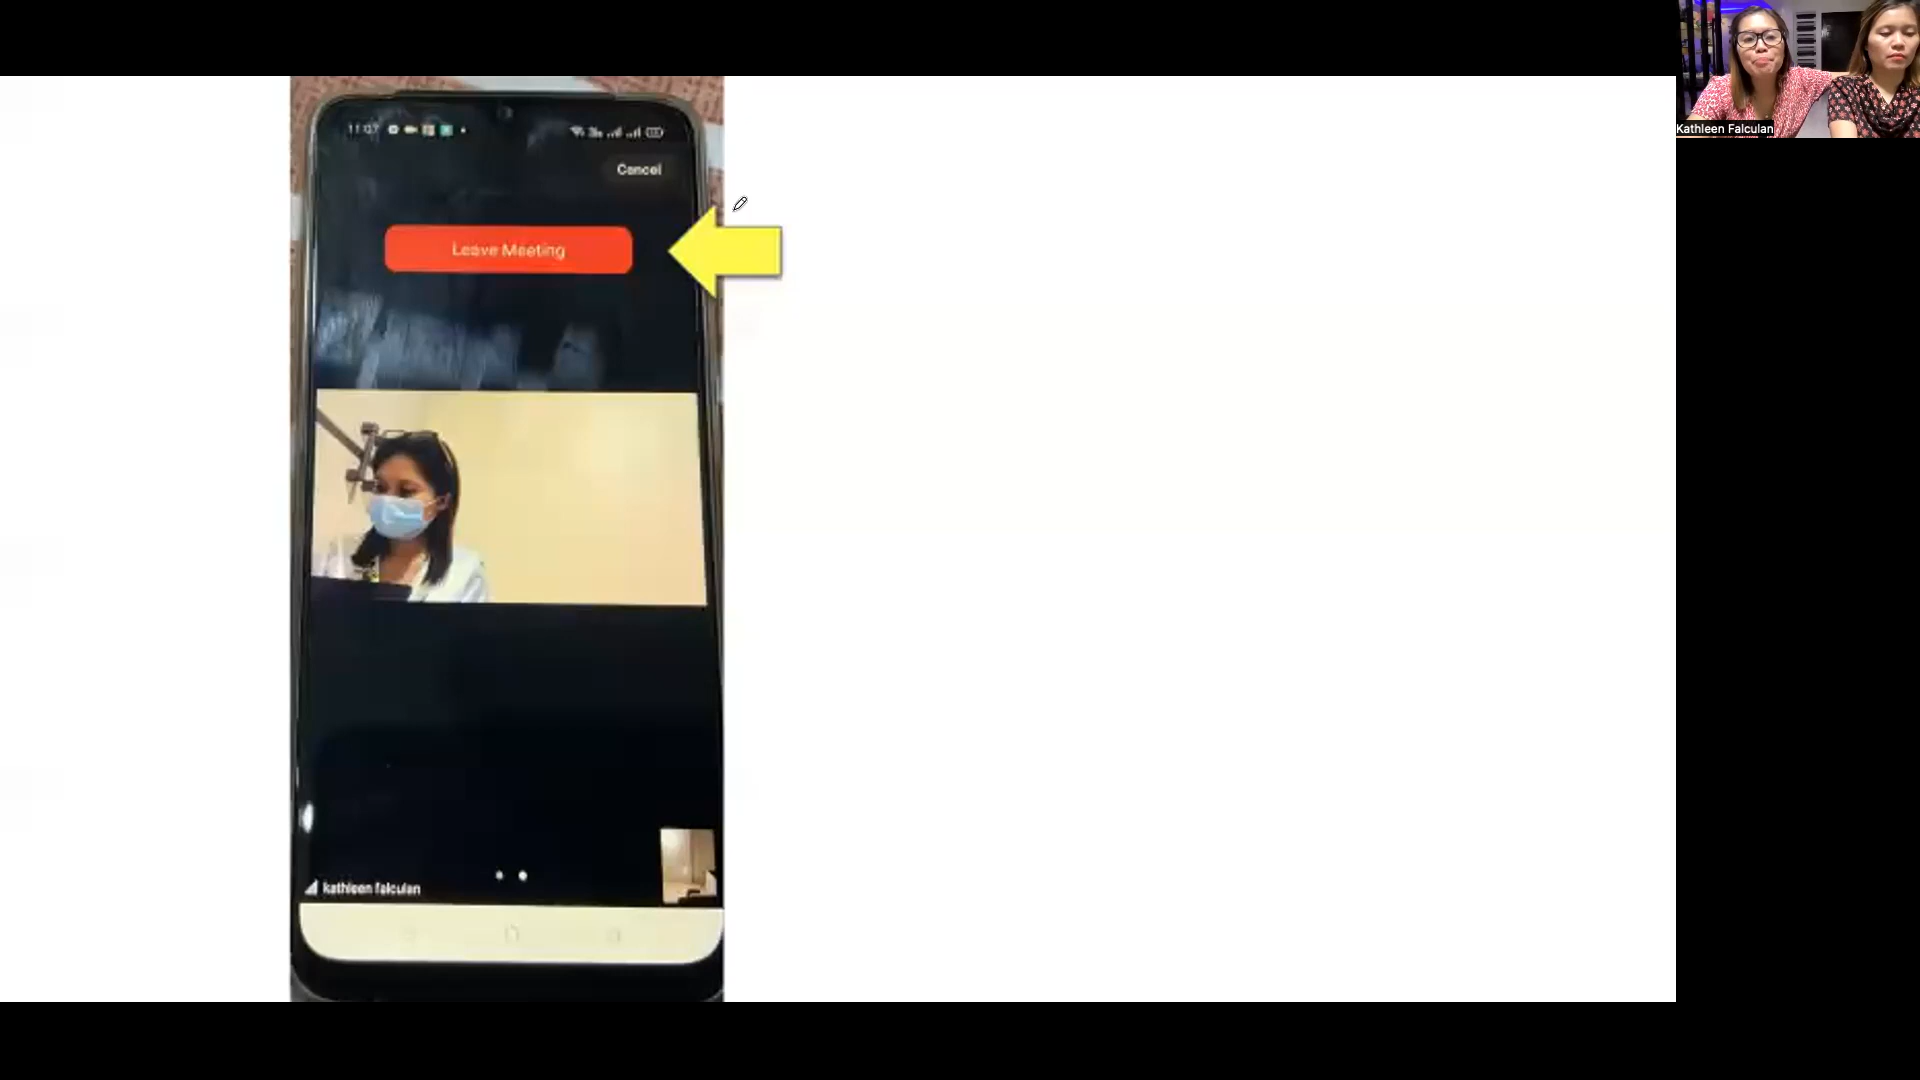 11:07
Cancel
Leave Meeting
kathleen falculan
Kathleen Falculan